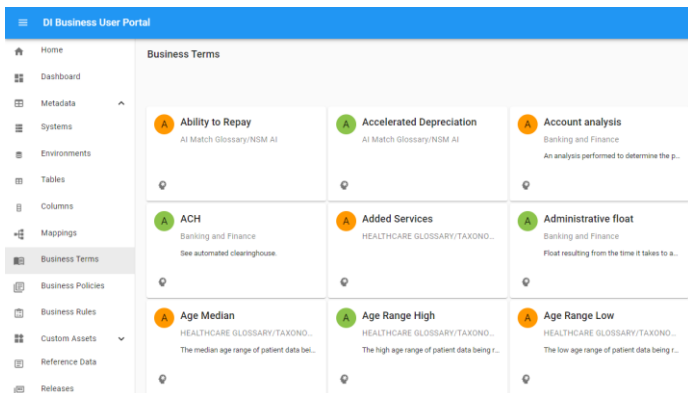 DI Business User Portal
Home
Dashboard
Metadata
Systems
Environments
Tables
Columns
Mappings
Business Terms
Business Policies
Business Rules
Custom Assets
Reference Data
Releases
Business Terms
A Ability to Repay
AI Match Glossary/NSM AI
A Accelerated Depreciation
AI Match Glossary/NSM AI
A Account analysis
Banking and Finance
An analysis performed to determine the p...
A ACH
Banking and Finance
See automated clearinghouse.
A Added Services
HEALTHCARE GLOSSARY/TAXONO...
A Administrative float
Banking and Finance
Float resulting from the time it takes to a...
A Age Median
HEALTHCARE GLOSSARY/TAXONO...
The median age range of patient data bei...
A Age Range High
HEALTHCARE GLOSSARY/TAXONO...
The high age range of patient data being r...
A Age Range Low
HEALTHCARE GLOSSARY/TAXONO...
The low age range of patient data being r...